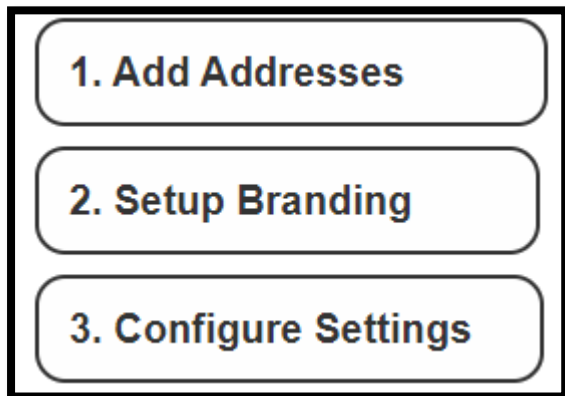 1. Add Addresses
2. Setup Branding
3. Configure Settings